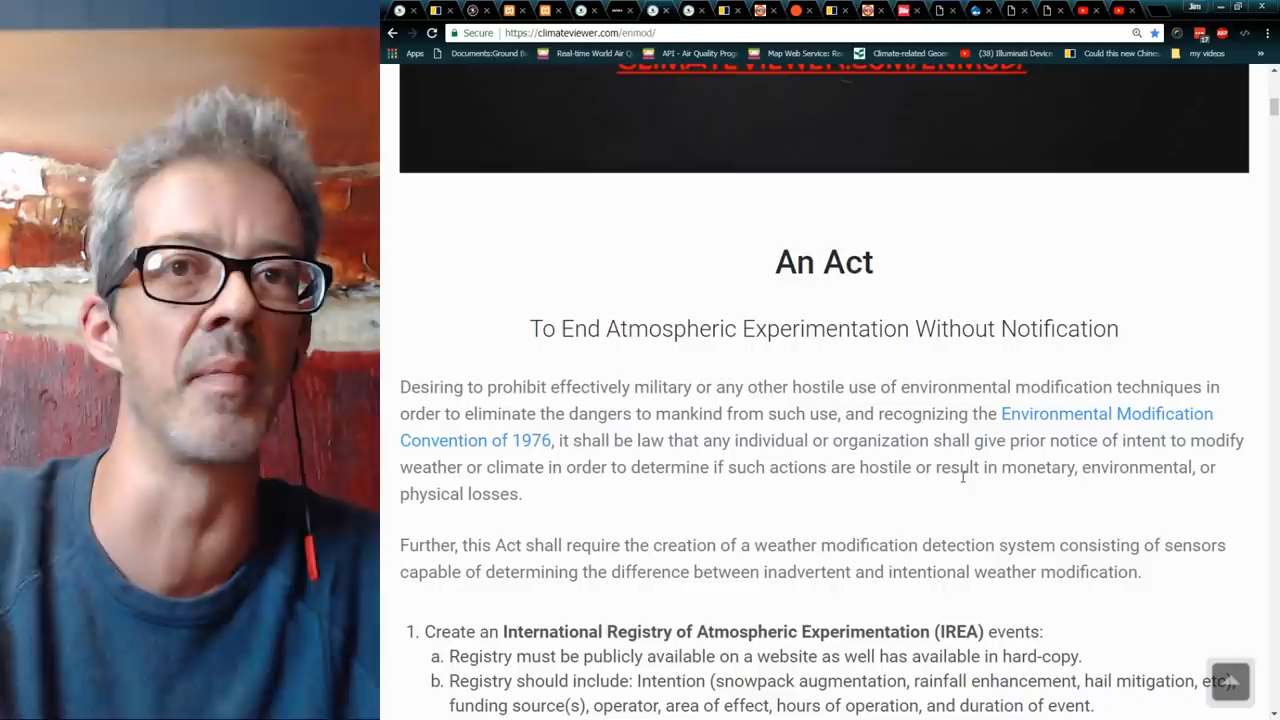 Jim
Secure | https://climateviewer.com/enmod/
Apps Documents:Ground B Real-time World Air Q API - Air Quality Prog Map Web Service: Re Climate-related Geoen (38) Illuminati Device Could this new Chines my videos
CLIMATEVIEWER.COM/ENMOD/
An Act
To End Atmospheric Experimentation Without Notification
Desiring to prohibit effectively military or any other hostile use of environmental modification techniques in
order to eliminate the dangers to mankind from such use, and recognizing the Environmental Modification
Convention of 1976, it shall be law that any individual or organization shall give prior notice of intent to modify
weather or climate in order to determine if such actions are hostile or result in monetary, environmental, or
physical losses.
Further, this Act shall require the creation of a weather modification detection system consisting of sensors
capable of determining the difference between inadvertent and intentional weather modification.
1. Create an International Registry of Atmospheric Experimentation (IREA) events:
a. Registry must be publicly available on a website as well has available in hard-copy.
b. Registry should include: Intention (snowpack augmentation, rainfall enhancement, hail mitigation, etc),
funding source(s), operator, area of effect, hours of operation, and duration of event.